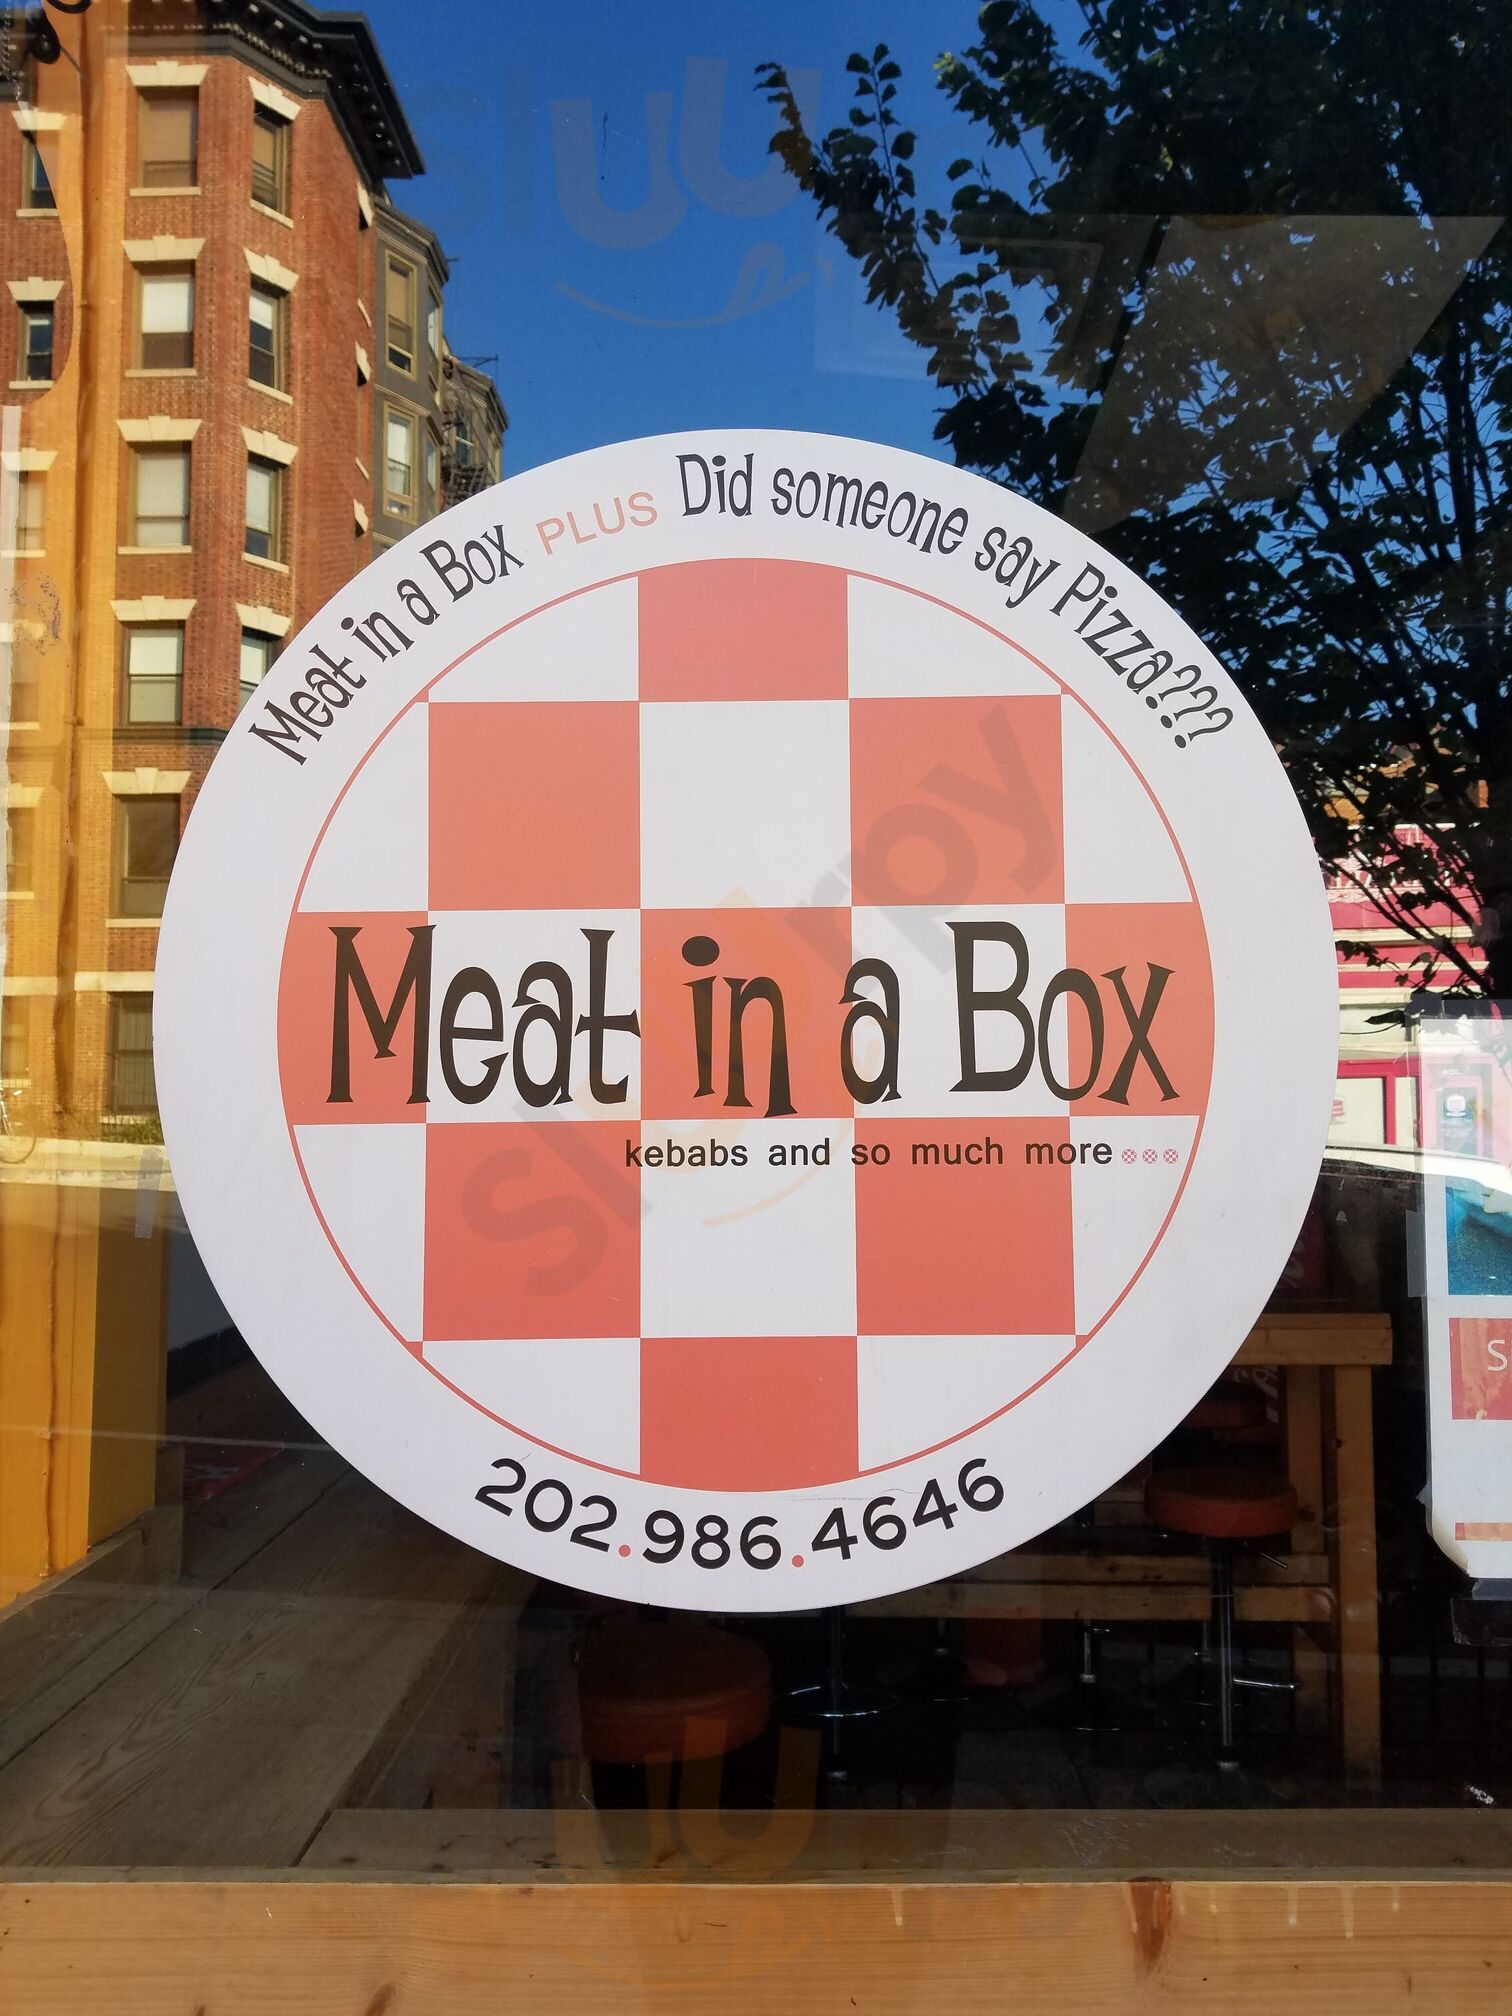 Meat in a Box PLUS Did someone say Pizza???
Meat in a Box
kebabs and so much more...
202.986.4646
slurpy